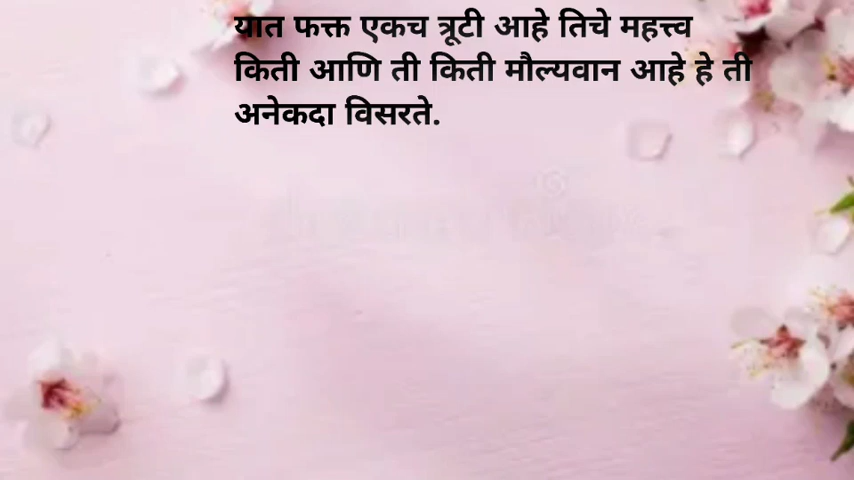 यात फक्त एकच त्रूटी आहे तिचे महत्त्व
किती आणि ती किती मौल्यवान आहे हे ती
अनेकदा विसरते.